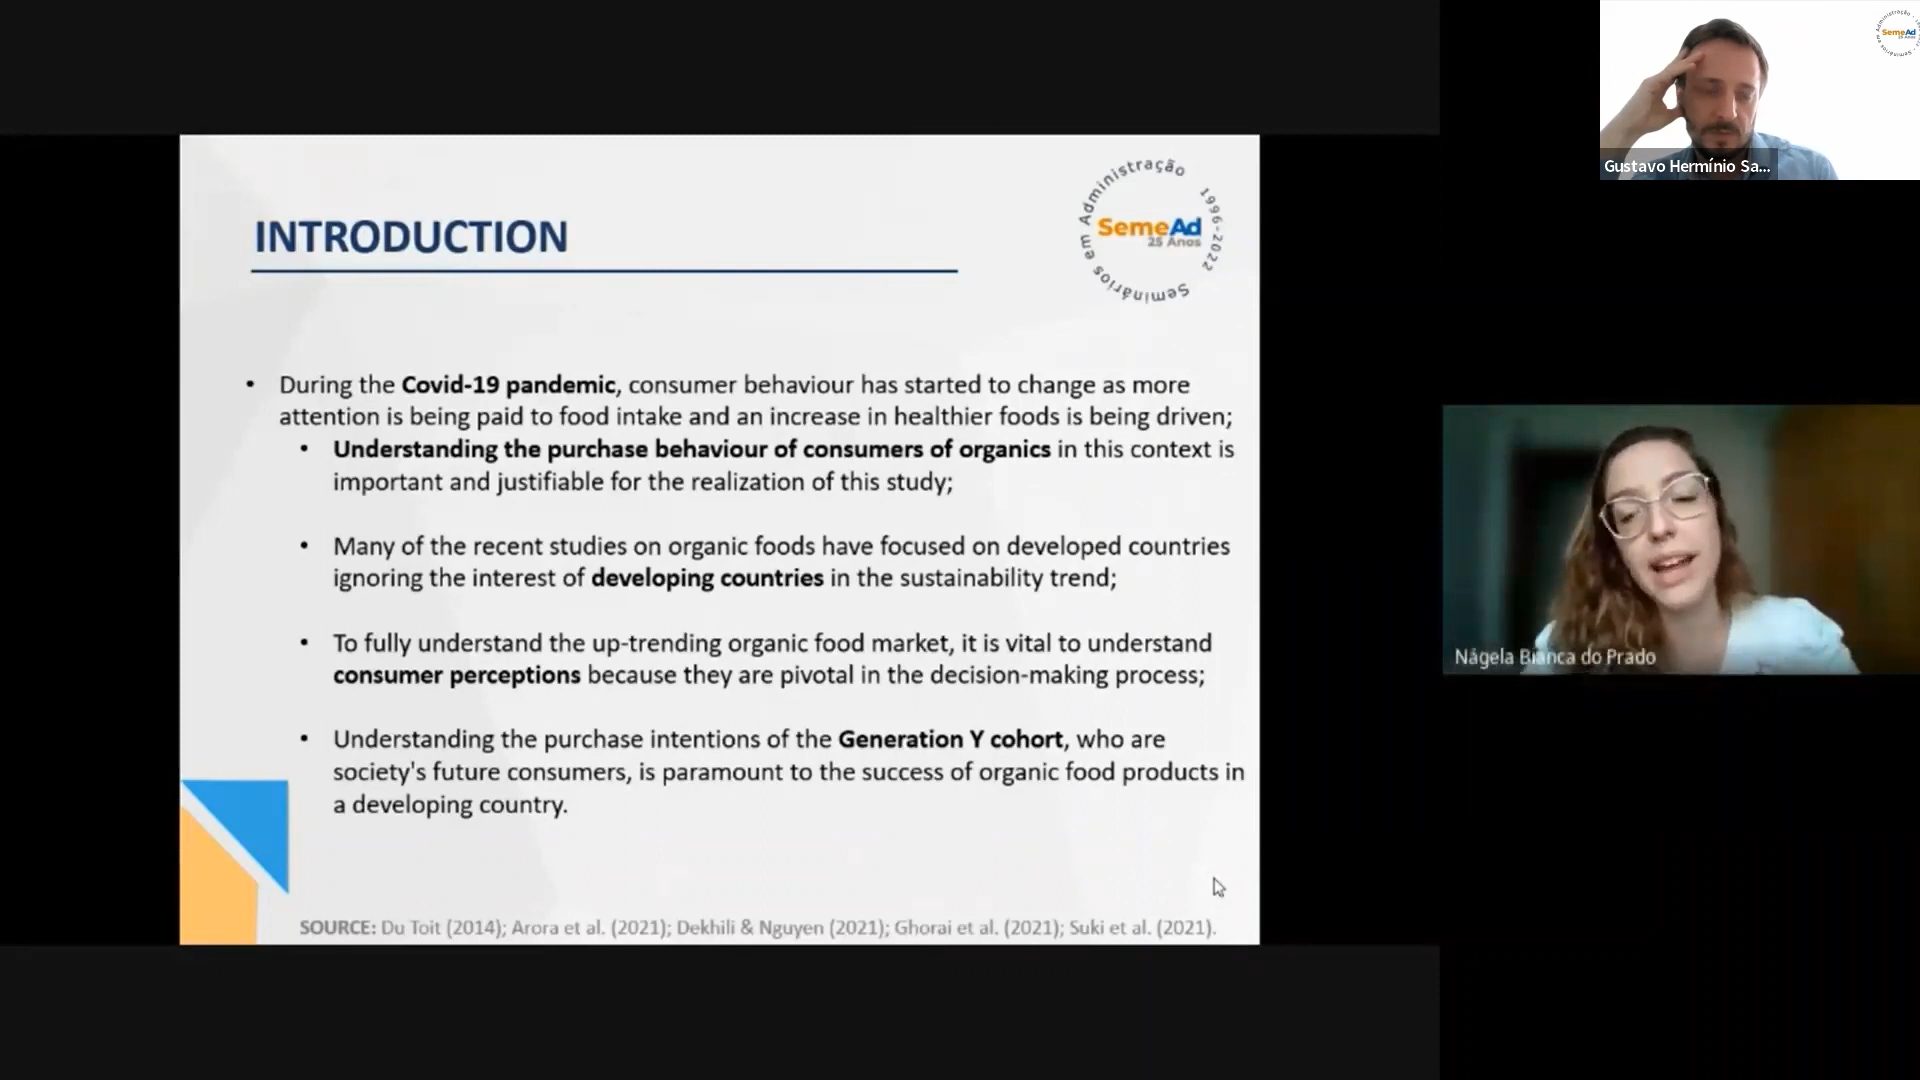 INTRODUCTION
Seminários em Administração 1996-2022
SemeAd
25 Anos
• During the Covid-19 pandemic, consumer behaviour has started to change as more
attention is being paid to food intake and an increase in healthier foods is being driven;
• Understanding the purchase behaviour of consumers of organics in this context is
important and justifiable for the realization of this study;
• Many of the recent studies on organic foods have focused on developed countries
ignoring the interest of developing countries in the sustainability trend;
• To fully understand the up-trending organic food market, it is vital to understand
consumer perceptions because they are pivotal in the decision-making process;
• Understanding the purchase intentions of the Generation Y cohort, who are
society's future consumers, is paramount to the success of organic food products in
a developing country.
SOURCE: Du Toit (2014); Arora et al. (2021); Dekhili & Nguyen (2021); Ghorai et al. (2021); Suki et al. (2021).
SemeAd
Gustavo Hermínio Sa...
Nágela Bianca do Prado